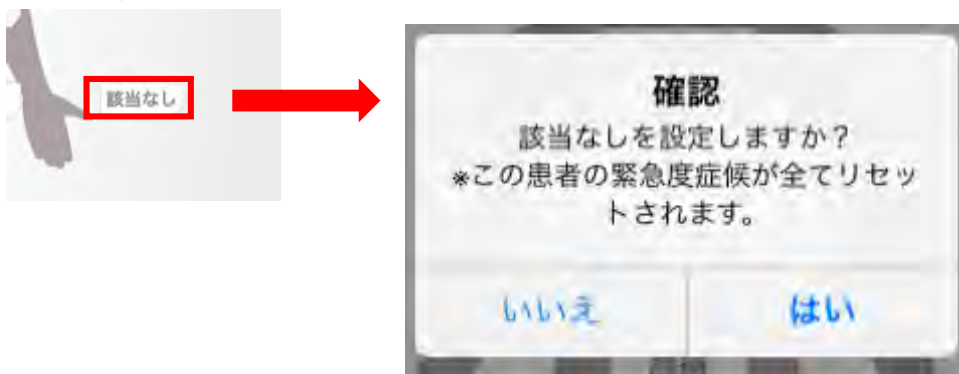 該当なし
確認
該当なしを設定しますか？
※この患者の緊急度症候が全てリセッ
トされます。
いいえ
はい